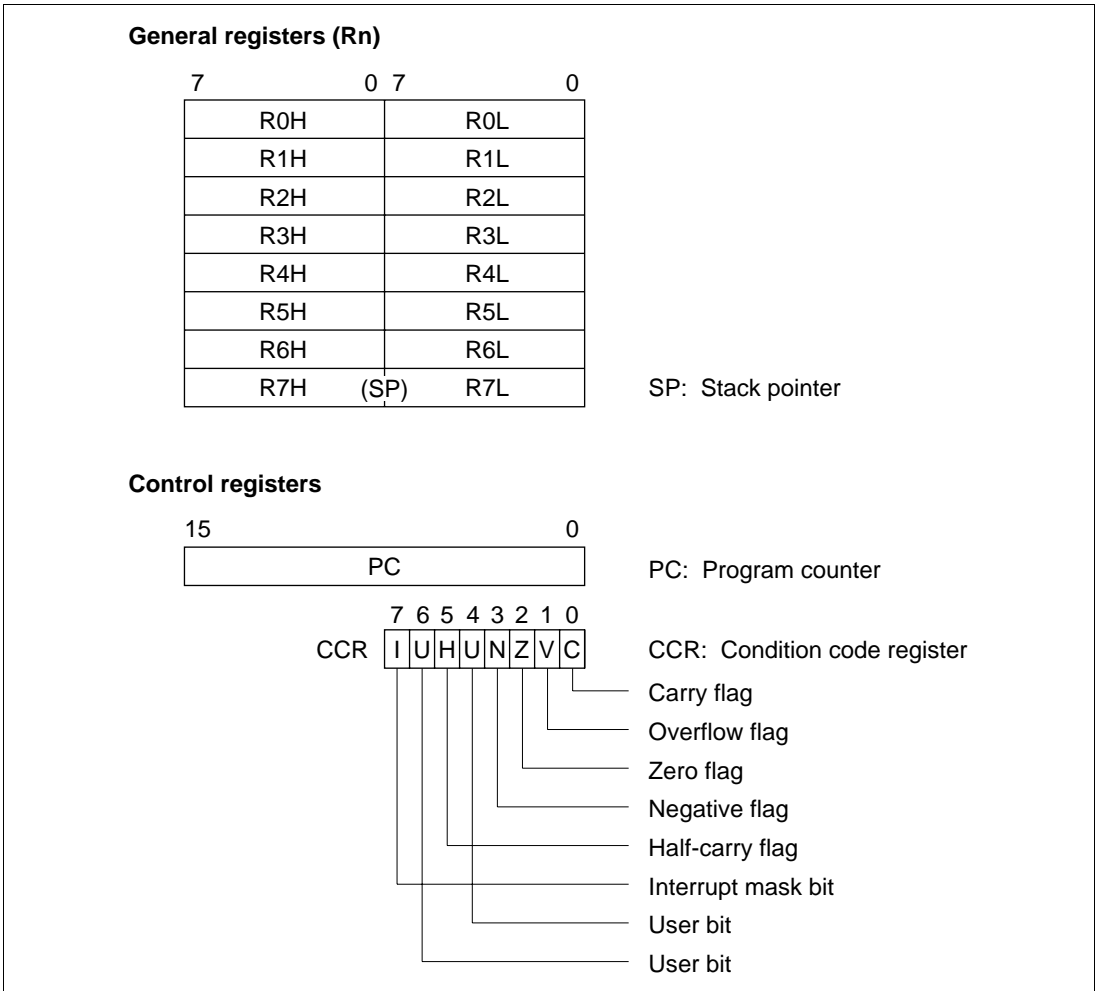 General registers (Rn)
7 0 7 0
R0H R0L
R1H R1L
R2H R2L
R3H R3L
R4H R4L
R5H R5L
R6H R6L
R7H (SP) R7L SP: Stack pointer
Control registers
15 0
PC PC: Program counter
7 6 5 4 3 2 1 0
CCR I U H U N Z V C CCR: Condition code register
Carry flag
Overflow flag
Zero flag
Negative flag
Half-carry flag
Interrupt mask bit
User bit
User bit